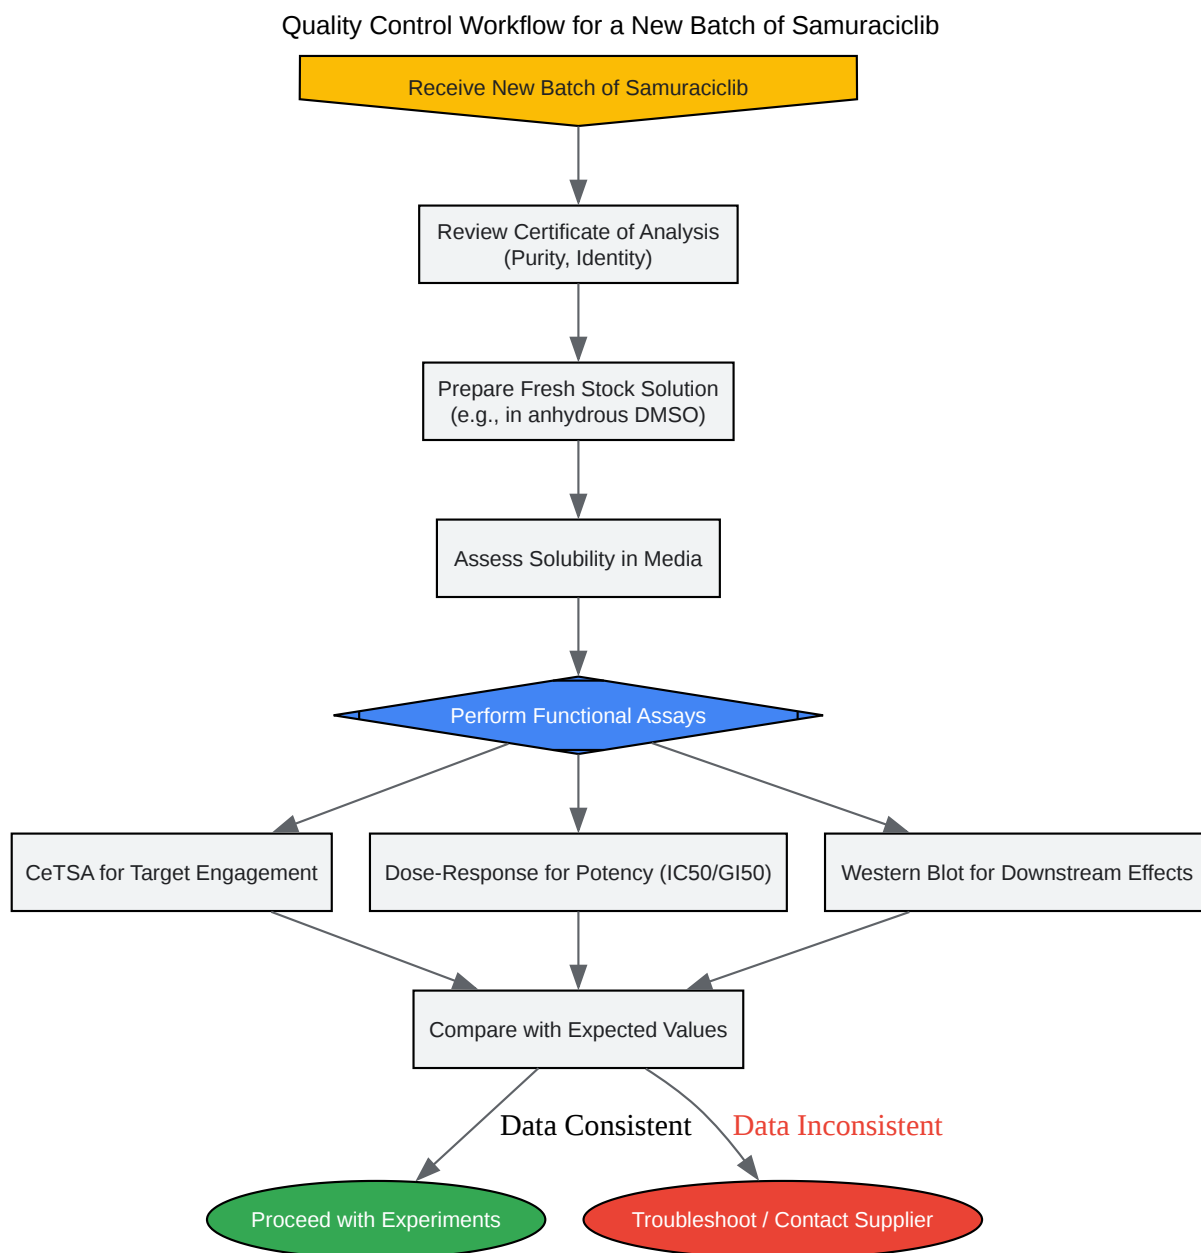 Quality Control Workflow for a New Batch of Samuraciclib
Receive New Batch of Samuraciclib
Review Certificate of Analysis
(Purity, Identity)
Prepare Fresh Stock Solution
(e.g., in anhydrous DMSO)
Assess Solubility in Media
Perform Functional Assays
CeTSA for Target Engagement
Dose-Response for Potency (IC50/GI50)
Western Blot for Downstream Effects
Compare with Expected Values
Data Consistent
Data Inconsistent
Proceed with Experiments
Troubleshoot / Contact Supplier